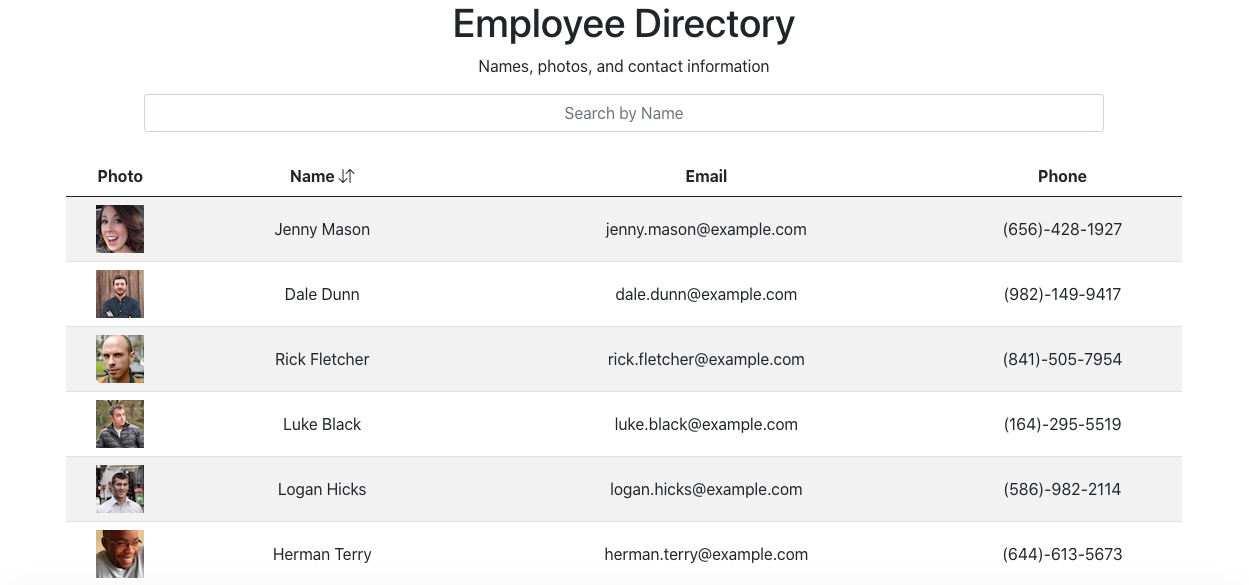 Employee Directory
Names, photos, and contact information
Search by Name
Photo Name Email Phone
Jenny Mason jenny.mason@example.com (656)-428-1927
Dale Dunn dale.dunn@example.com (982)-149-9417
Rick Fletcher rick.fletcher@example.com (841)-505-7954
Luke Black luke.black@example.com (164)-295-5519
Logan Hicks logan.hicks@example.com (586)-982-2114
Herman Terry herman.terry@example.com (644)-613-5673